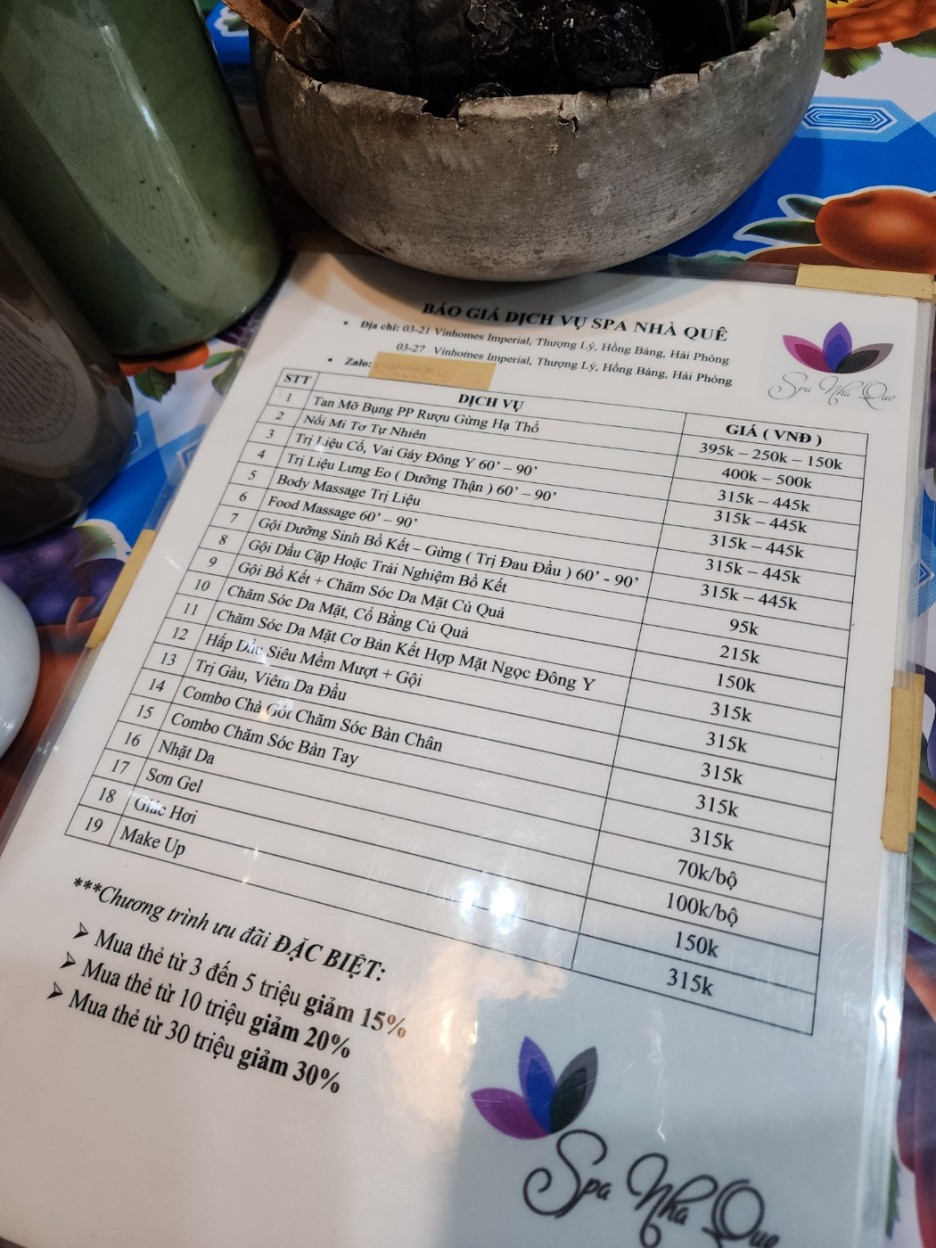 BÁO GIÁ DỊCH VỤ SPA NHÀ QUÊ
• Địa chỉ: 03-21 Vinhomes Imperial, Thượng Lý, Hồng Bàng, Hải Phòng
03-27 Vinhomes Imperial, Thượng Lý, Hồng Bàng, Hải Phòng
• Zalo:
Spa Nha Que
STT DỊCH VỤ GIÁ ( VNĐ )
1 Tan Mỡ Bụng PP Rượu Gừng Hạ Thổ 395k – 250k – 150k
2 Nối Mi Tơ Tự Nhiên 400k – 500k
3 Trị Liệu Cổ, Vai Gáy Đông Y 60’ – 90’ 315k – 445k
4 Trị Liệu Lưng Eo ( Dưỡng Thận ) 60’ – 90’ 315k – 445k
5 Body Massage Trị Liệu 315k – 445k
6 Food Massage 60’ – 90’ 315k – 445k
7 Gội Dưỡng Sinh Bồ Kết – Gừng ( Trị Đau Đầu ) 60’ - 90’ 315k – 445k
8 Gội Dầu Cặp Hoặc Trải Nghiệm Bồ Kết 95k
9 Gội Bồ Kết + Chăm Sóc Da Mặt Củ Quả 215k
10 Chăm Sóc Da Mặt, Cổ Bằng Củ Quả 150k
11 Chăm Sóc Da Mặt Cơ Bản Kết Hợp Mặt Ngọc Đông Y 315k
12 Hấp Dầu Siêu Mềm Mượt + Gội 315k
13 Trị Gàu, Viêm Da Đầu 315k
14 Combo Chà Gót Chăm Sóc Bàn Chân 315k
15 Combo Chăm Sóc Bàn Tay 315k
16 Nhặt Da 70k/bộ
17 Sơn Gel 100k/bộ
18 Giác Hơi 150k
19 Make Up 315k
***Chương trình ưu đãi ĐẶC BIỆT:
➢ Mua thẻ từ 3 đến 5 triệu giảm 15%
➢ Mua thẻ từ 10 triệu giảm 20%
➢ Mua thẻ từ 30 triệu giảm 30%
Spa Nha Que